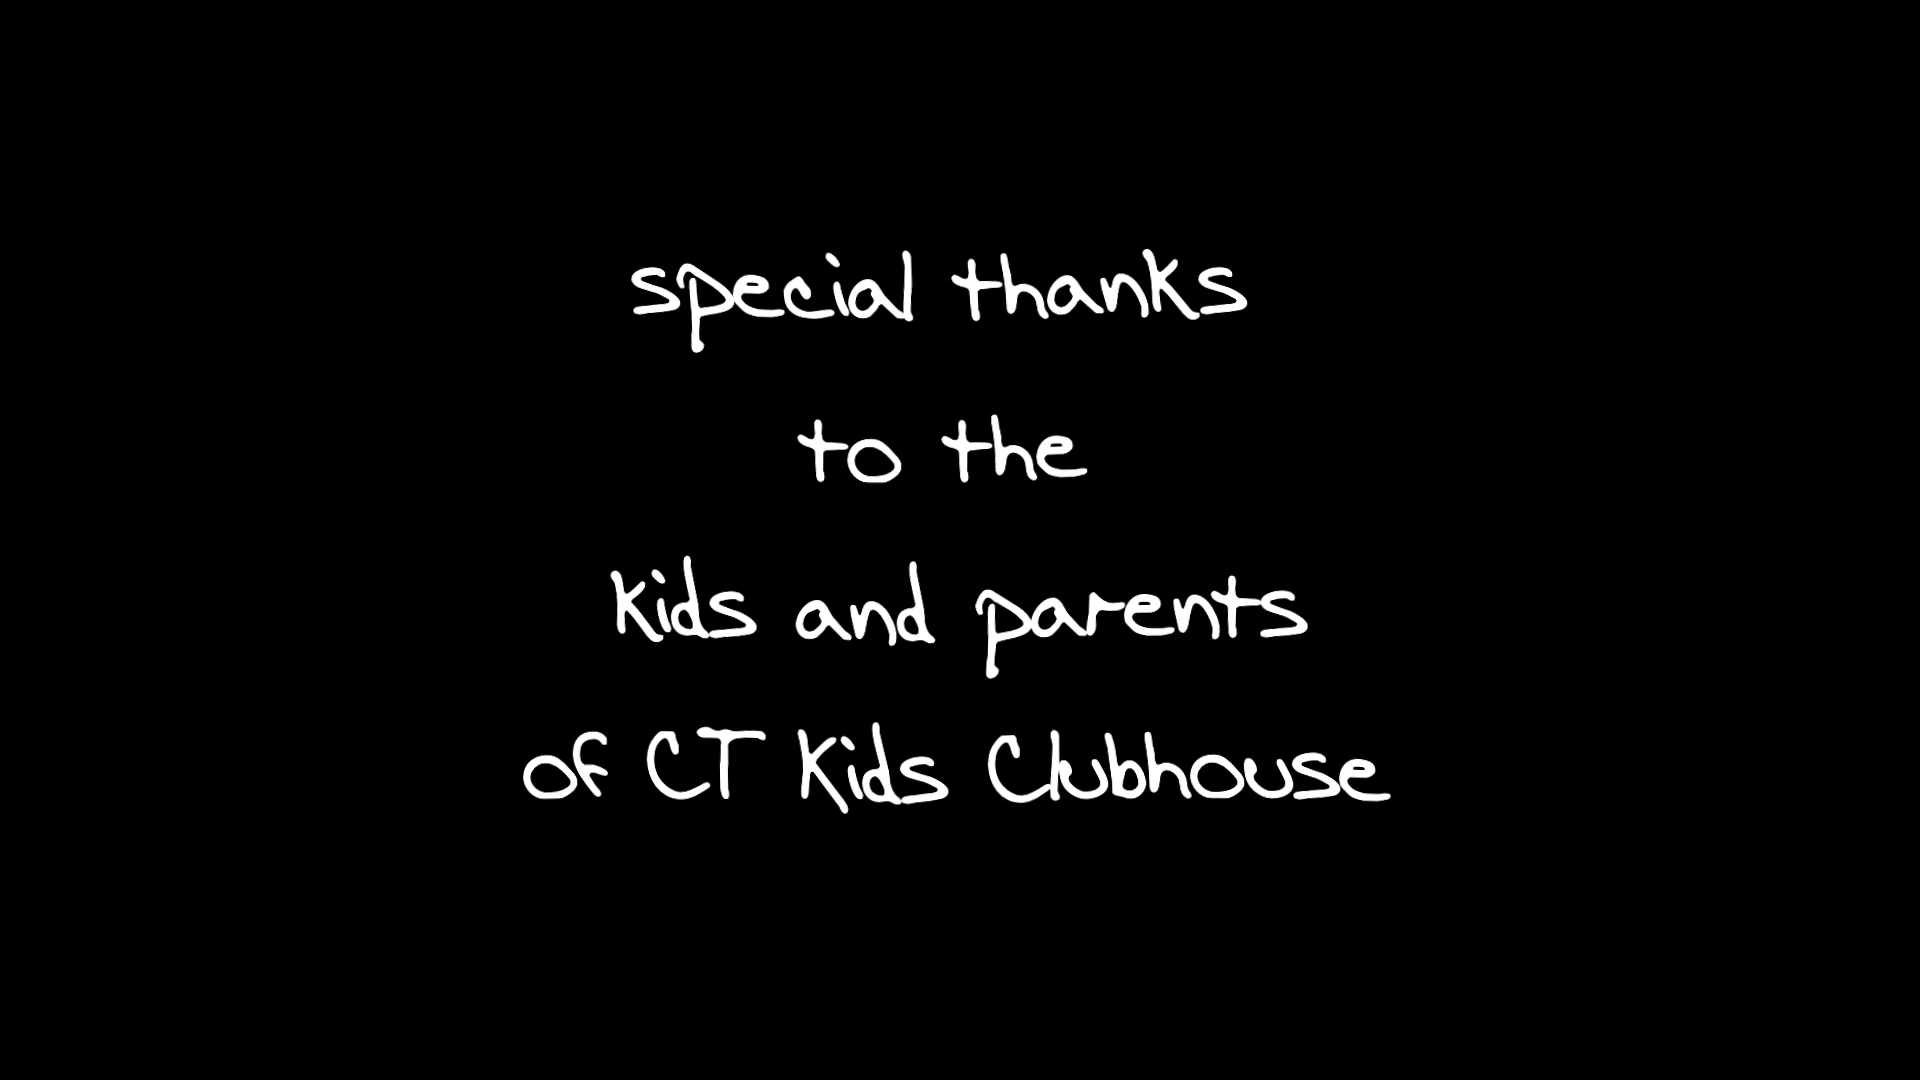 special thanks
to the
kids and parents
of CT Kids Clubhouse